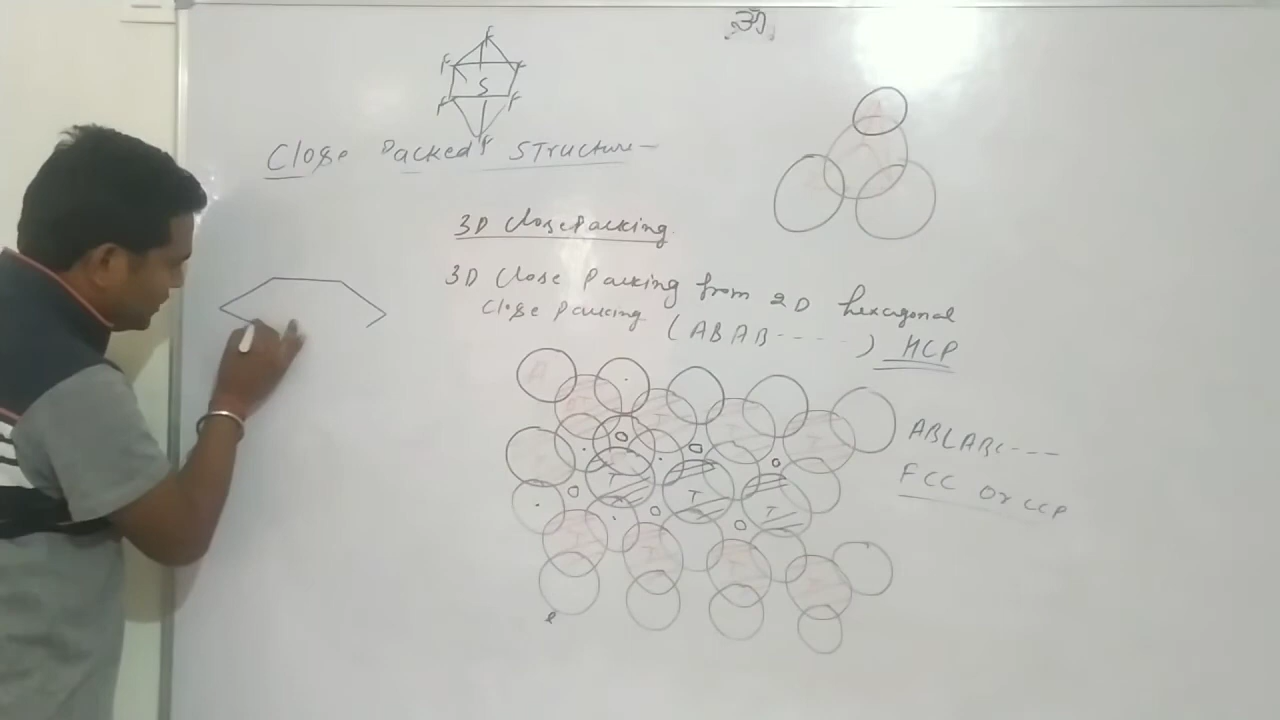 ॐ
F
F F
S
F F
F
Close Packed Structure -
3D Close Packing
3D Close Packing from 2D hexagonal
Close Packing (ABAB - - - - ) HCP
ABCABC - - -
FCC Or CCP
T T T